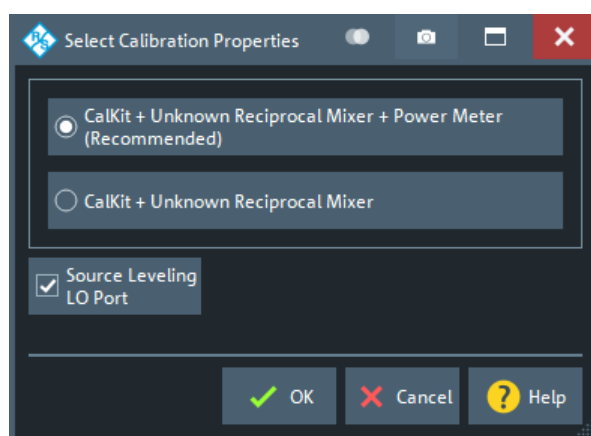 R&S
Select Calibration Properties
CalKit + Unknown Reciprocal Mixer + Power Meter
(Recommended)
CalKit + Unknown Reciprocal Mixer
Source Leveling
LO Port
OK
Cancel
? Help